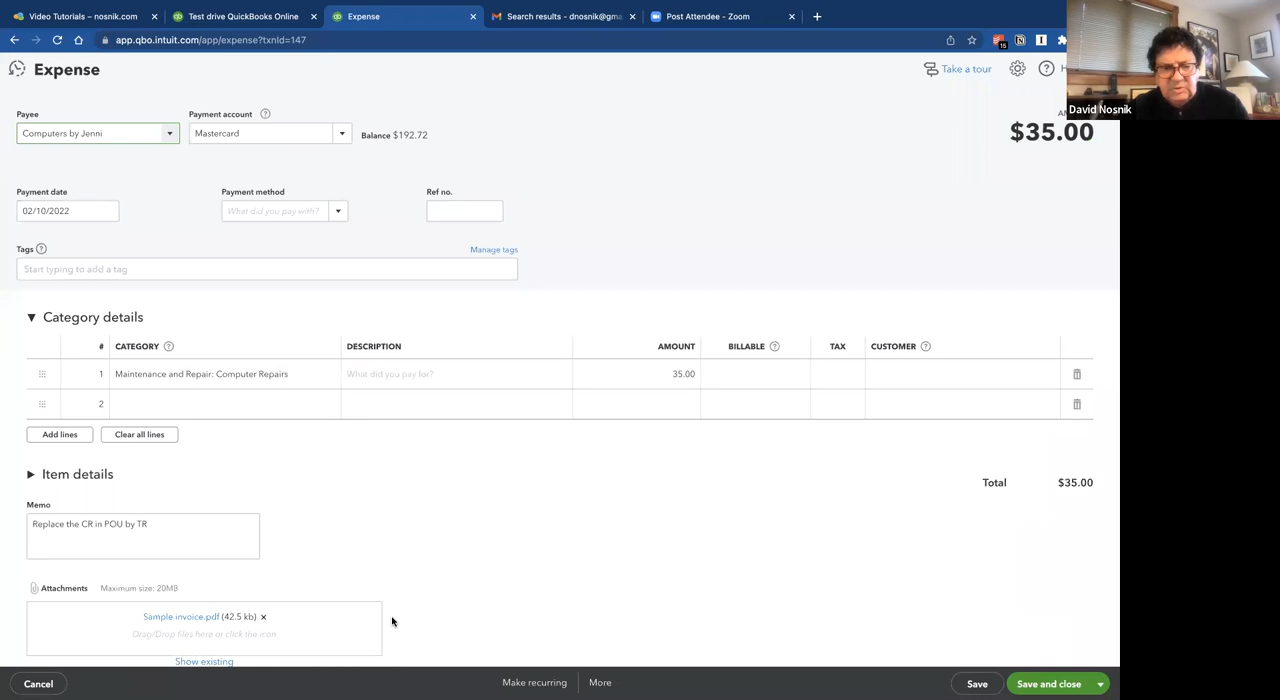 Video Tutorials – nosnik.com
Test drive QuickBooks Online
Expense
Search results - dnosnik@gma
Post Attendee - Zoom
app.qbo.intuit.com/app/expense?txnId=147
15
Expense
Take a tour
H
David Nosnik
Payee
Payment account
Computers by Jenni
Mastercard
Balance $192.72
$35.00
Payment date
Payment method
Ref no.
02/10/2022
What did you pay with?
Tags
Manage tags
Start typing to add a tag
Category details
# CATEGORY DESCRIPTION AMOUNT BILLABLE TAX CUSTOMER
1 Maintenance and Repair: Computer Repairs What did you pay for? 35.00
2
Add lines
Clear all lines
Item details
Total $35.00
Memo
Replace the CR in POU by TR
Attachments Maximum size: 20MB
Sample invoice.pdf (42.5 kb) ×
Drag/Drop files here or click the icon
Show existing
Cancel
Make recurring
More
Save
Save and close